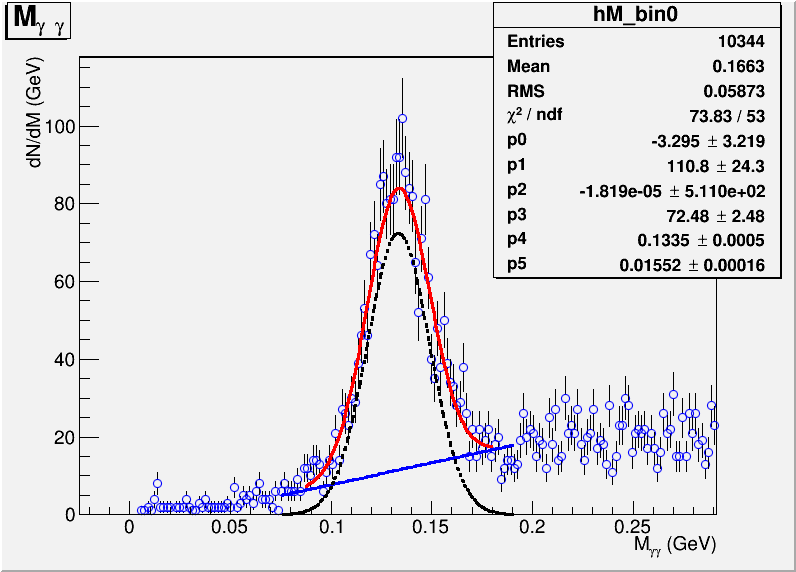 M_γ γ
hM_bin0
Entries 10344
Mean 0.1663
RMS 0.05873
χ² / ndf 73.83 / 53
p0 -3.295 ± 3.219
p1 110.8 ± 24.3
p2 -1.819e-05 ± 5.110e+02
p3 72.48 ± 2.48
p4 0.1335 ± 0.0005
p5 0.01552 ± 0.00016
dN/dM (GeV)
100
80
60
40
20
0
0 0.05 0.1 0.15 0.2 0.25
M_γγ (GeV)